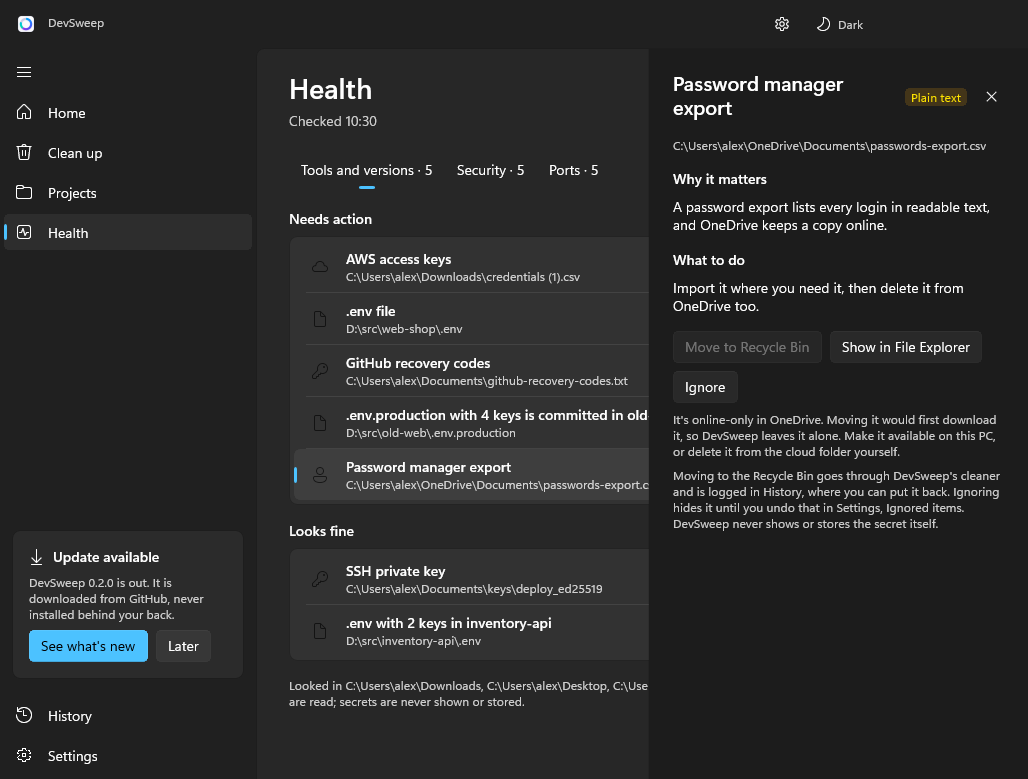 DevSweep
Dark
Home
Clean up
Projects
Health
Update available
DevSweep 0.2.0 is out. It is
downloaded from GitHub, never
installed behind your back.
See what's new
Later
History
Settings
Health
Checked 10:30
Tools and versions · 5
Security · 5
Ports · 5
Needs action
AWS access keys
C:\Users\alex\Downloads\credentials (1).csv
.env file
D:\src\web-shop\.env
GitHub recovery codes
C:\Users\alex\Documents\github-recovery-codes.txt
.env.production with 4 keys is committed in old-
D:\src\old-web\.env.production
Password manager export
C:\Users\alex\OneDrive\Documents\passwords-export.cs
Looks fine
SSH private key
C:\Users\alex\Documents\keys\deploy_ed25519
.env with 2 keys in inventory-api
D:\src\inventory-api\.env
Looked in C:\Users\alex\Downloads, C:\Users\alex\Desktop, C:\Use
are read; secrets are never shown or stored.
Password manager
export
Plain text
C:\Users\alex\OneDrive\Documents\passwords-export.csv
Why it matters
A password export lists every login in readable text,
and OneDrive keeps a copy online.
What to do
Import it where you need it, then delete it from
OneDrive too.
Move to Recycle Bin
Show in File Explorer
Ignore
It's online-only in OneDrive. Moving it would first download
it, so DevSweep leaves it alone. Make it available on this PC,
or delete it from the cloud folder yourself.
Moving to the Recycle Bin goes through DevSweep's cleaner
and is logged in History, where you can put it back. Ignoring
hides it until you undo that in Settings, Ignored items.
DevSweep never shows or stores the secret itself.